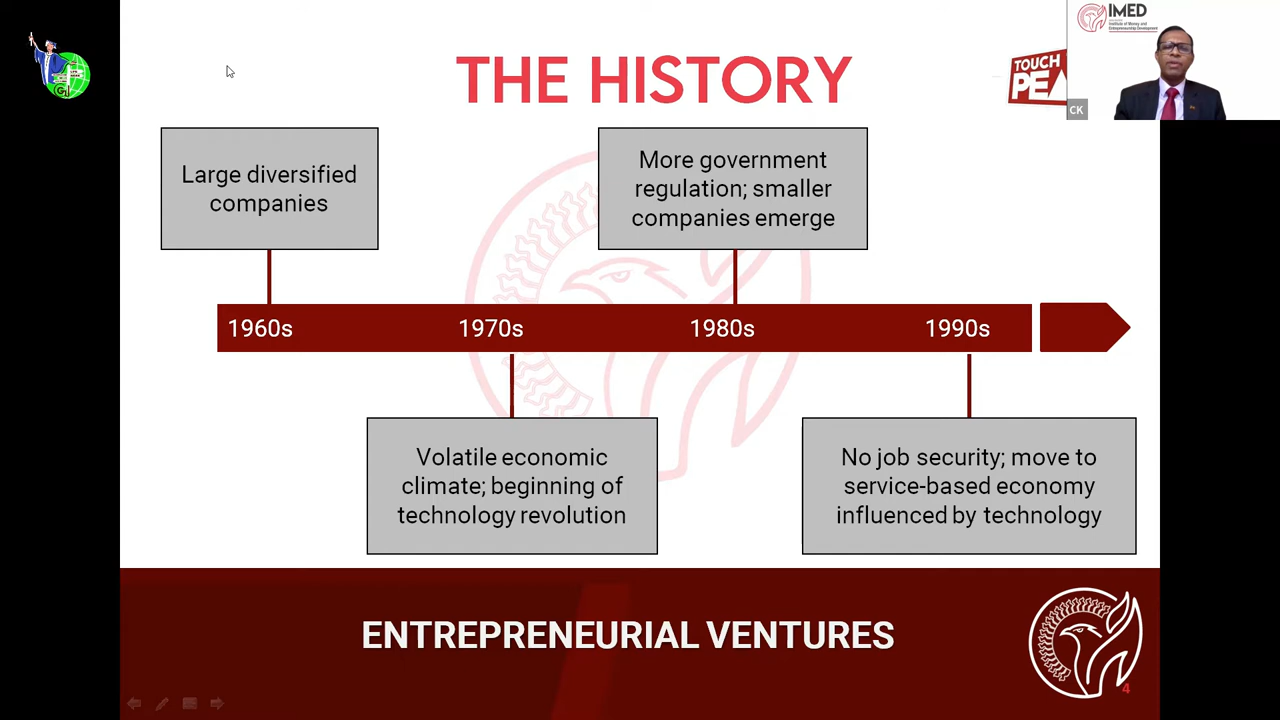 THE HISTORY
IMED
Institute of Money and
Entrepreneurship Development
TOUCH
CK
Large diversified
companies
More government
regulation; smaller
companies emerge
1960s
1970s
1980s
1990s
Volatile economic
climate; beginning of
technology revolution
No job security; move to
service-based economy
influenced by technology
ENTREPRENEURIAL VENTURES
4